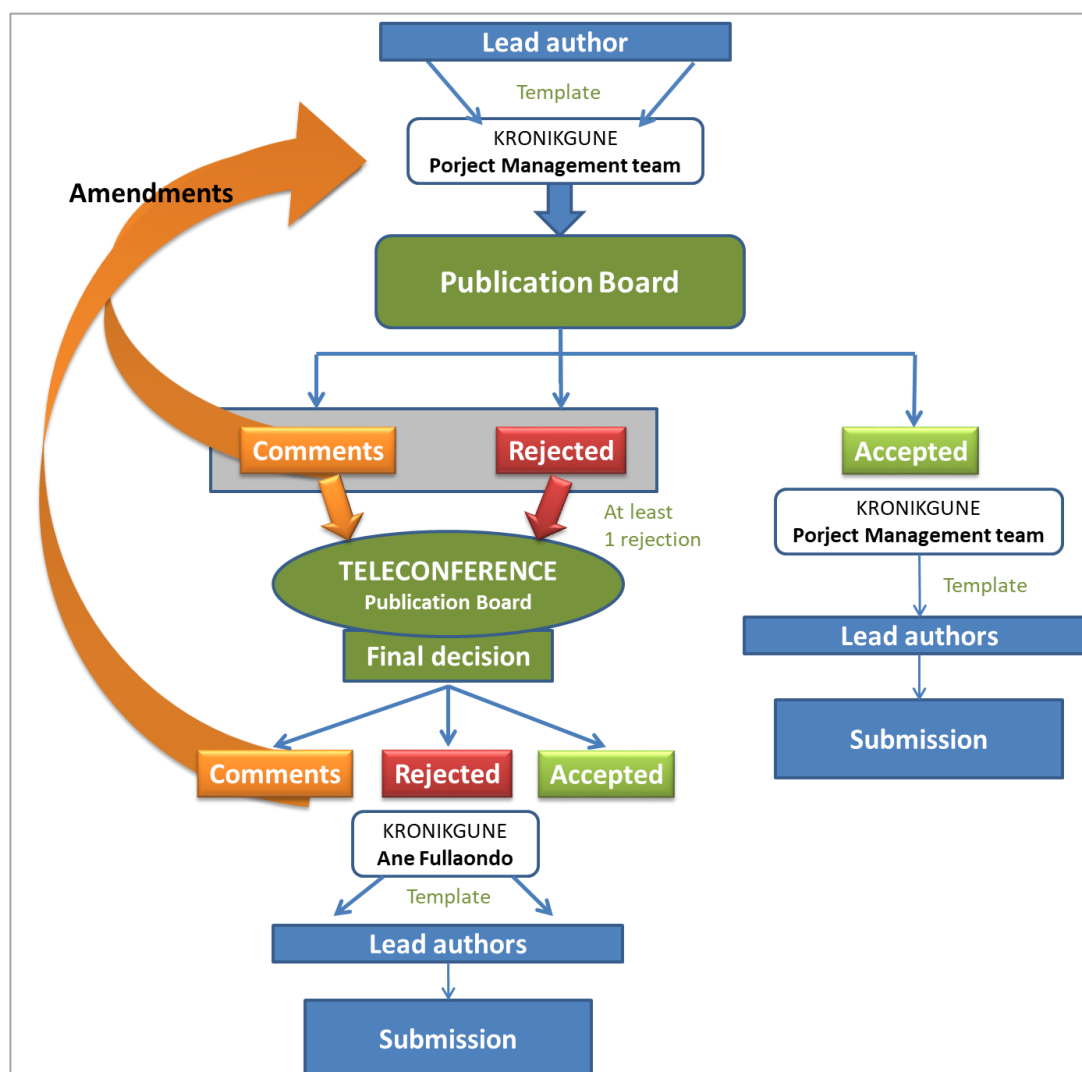 Lead author
Template
KRONIKGUNE
Porject Management team
Amendments
Publication Board
Comments
Rejected
Accepted
At least
1 rejection
KRONIKGUNE
Porject Management team
TELECONFERENCE
Publication Board
Template
Final decision
Lead authors
Submission
Comments
Rejected
Accepted
KRONIKGUNE
Ane Fullaondo
Template
Lead authors
Submission